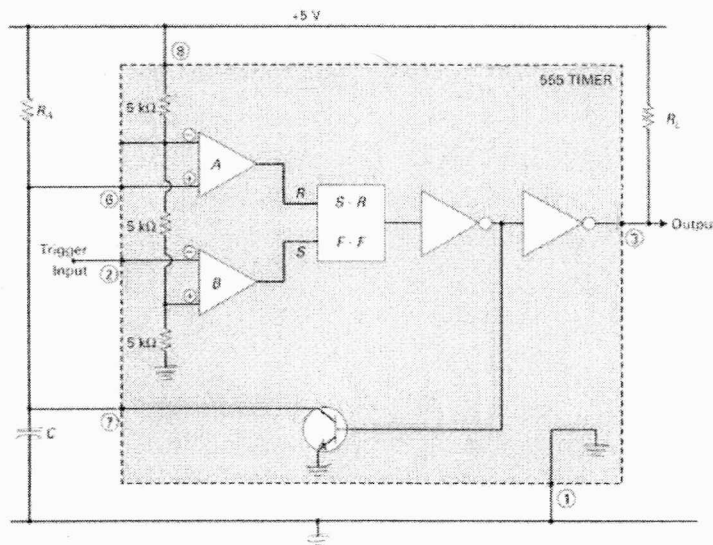 +5 V
8
555 TIMER
5 kΩ
R_A
R_L
−
A
+
6
R
5 kΩ
S - R
F - F
3
Output
Trigger
Input
−
2
S
B
+
5 kΩ
7
C
1